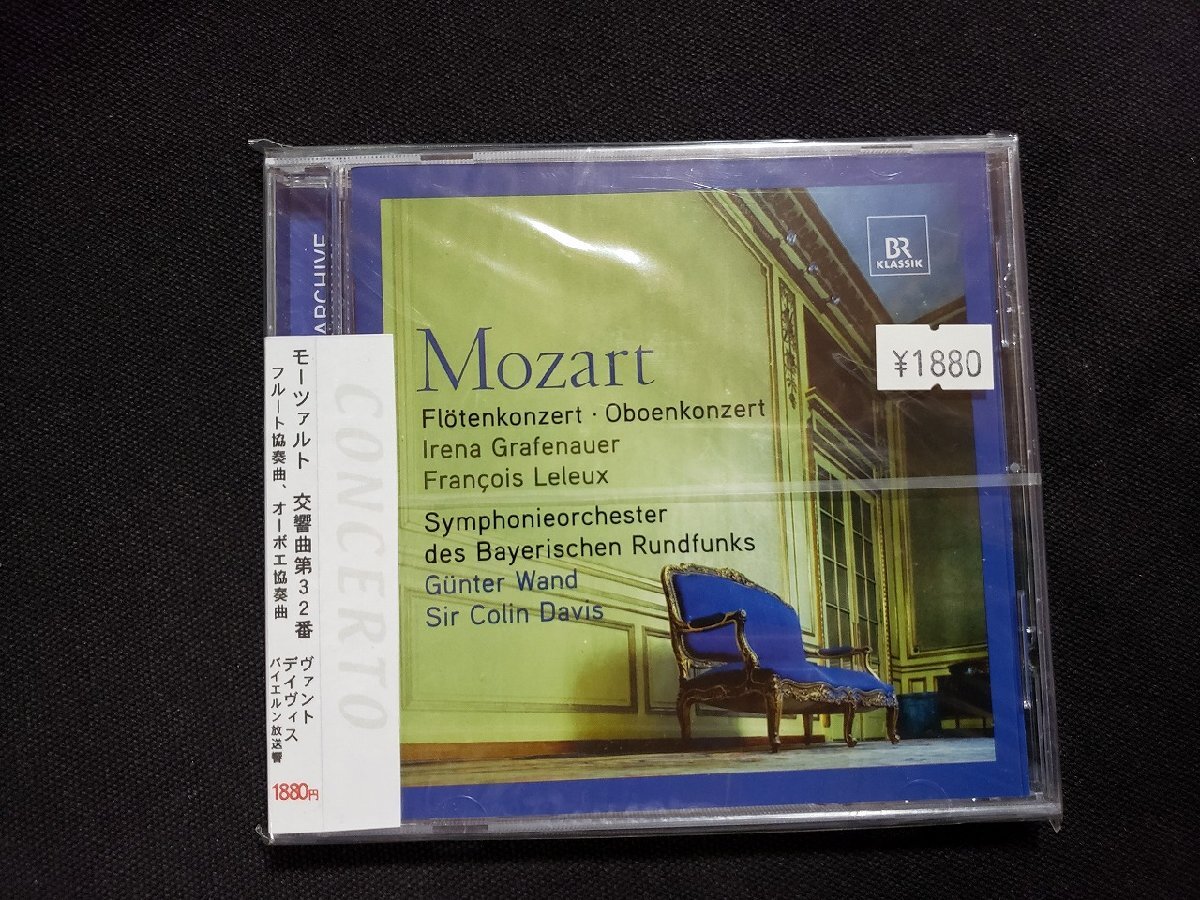 ARCHIVE
BR
KLASSIK
¥1880
Mozart
Flötenkonzert · Oboenkonzert
Irena Grafenauer
François Leleux
Symphonieorchester
des Bayerischen Rundfunks
Günter Wand
Sir Colin Davis
CONCERTO
モーツァルト 交響曲第32番
フルート協奏曲、オーボエ協奏曲
ヴァント
デイヴィス
バイエルン放送響
1880円